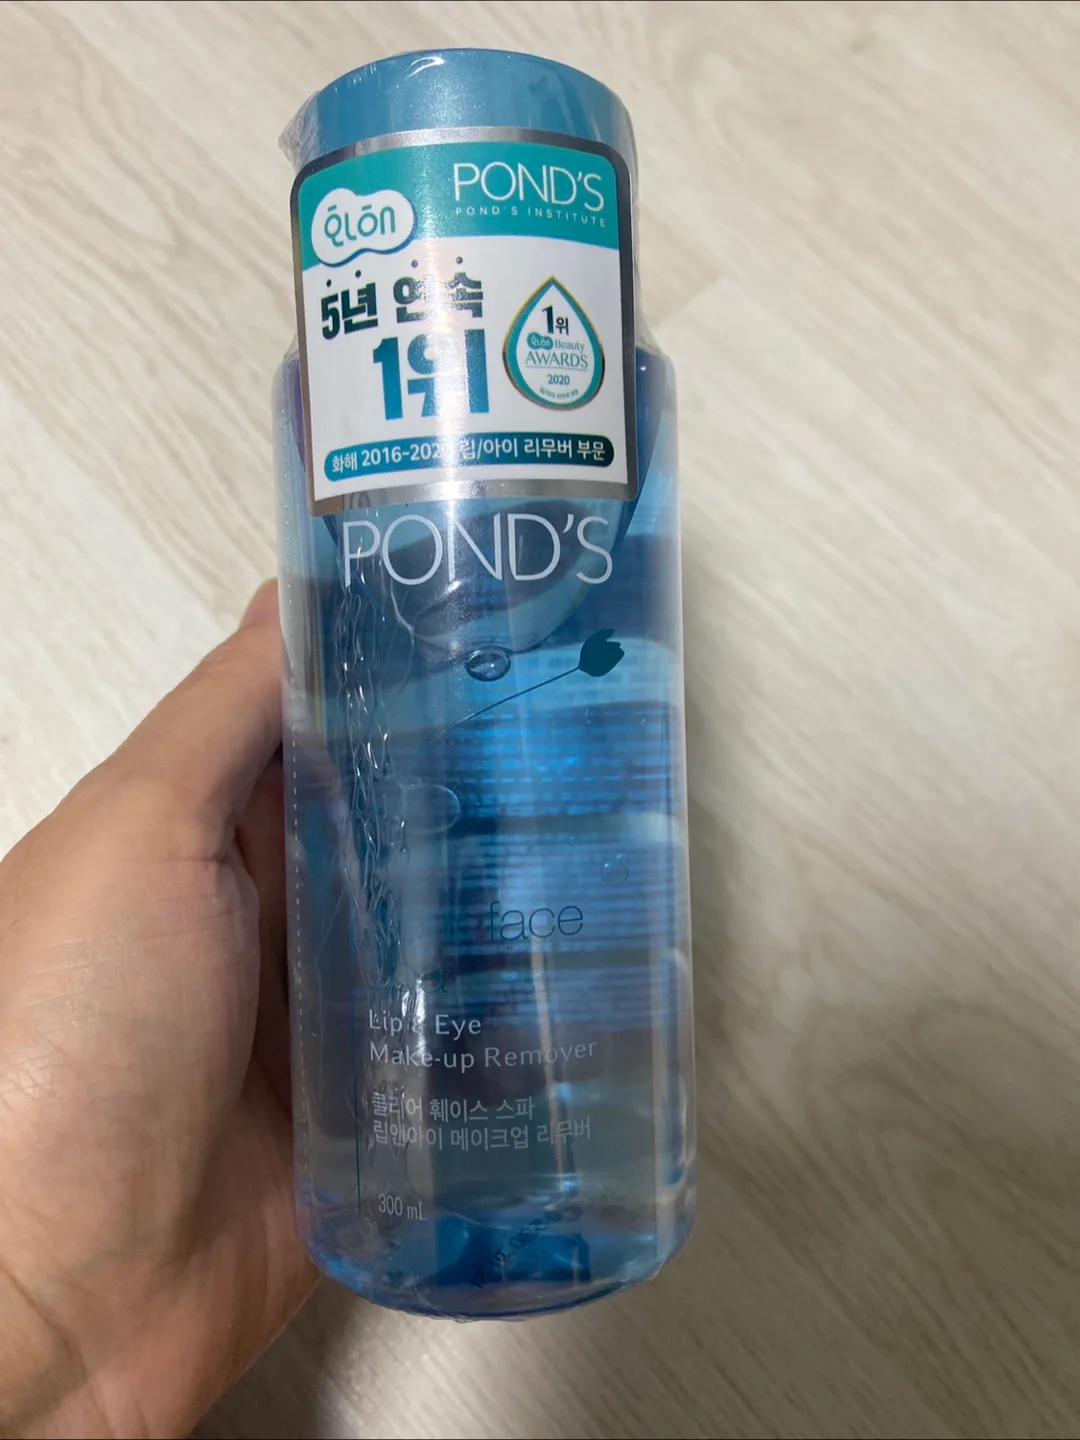 POND'S
POND'S INSTITUTE
5년 연속
1위
1위
Beauty
AWARDS
2020
화해 2016-2020 립/아이 리무버 부문
POND'S
face
Lip & Eye
Make-up Remover
클리어 훼이스 스파
립앤아이 메이크업 리무버
300 mL